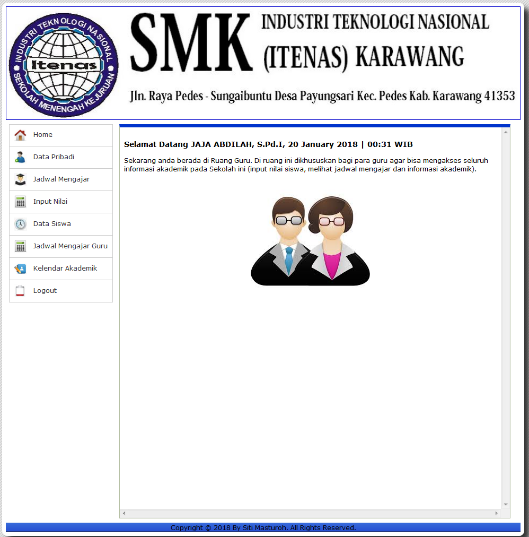 INDUSTRI TEKNOLOGI NASIONAL
Itenas
SEKOLAH MENENGAH KEJURUAN
SMK INDUSTRI TEKNOLOGI NASIONAL
(ITENAS) KARAWANG
Jln. Raya Pedes - Sungaibuntu Desa Payungsari Kec. Pedes Kab. Karawang 41353
Home
Data Pribadi
Jadwal Mengajar
Input Nilai
Data Siswa
Jadwal Mengajar Guru
Kelendar Akademik
Logout
Selamat Datang JAJA ABDILAH, S.Pd.I, 20 January 2018 | 00:31 WIB
Sekarang anda berada di Ruang Guru. Di ruang ini dikhususkan bagi para guru agar bisa mengakses seluruh
informasi akademik pada Sekolah ini (input nilai siswa, melihat jadwal mengajar dan informasi akademik).
Copyright © 2018 By Siti Masturoh. All Rights Reserved.